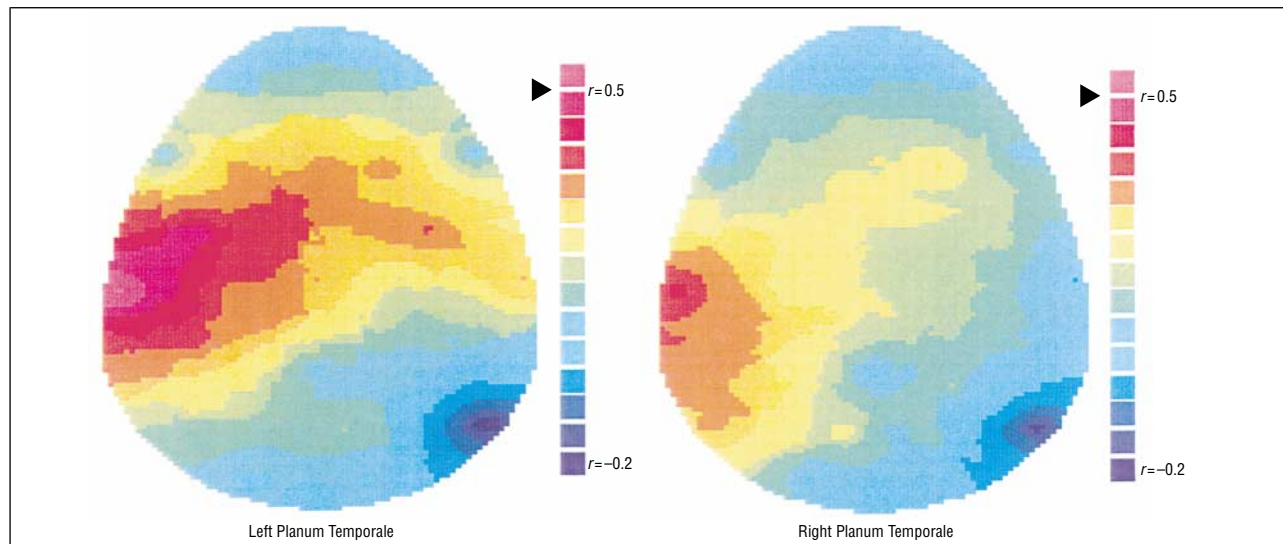 r=0.5
r=–0.2
Left Planum Temporale
r=0.5
r=–0.2
Right Planum Temporale